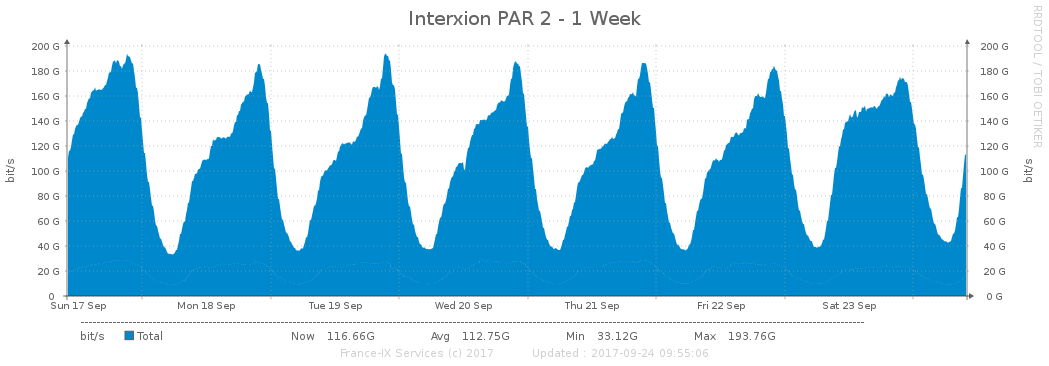 Interxion PAR 2 - 1 Week
RRDTOOL / TOBI OETIKER
bit/s
200 G 200 G
180 G 180 G
160 G 160 G
140 G 140 G
120 G 120 G
100 G 100 G
80 G 80 G
60 G 60 G
40 G 40 G
20 G 20 G
0 0 G
bit/s
Sun 17 Sep Mon 18 Sep Tue 19 Sep Wed 20 Sep Thu 21 Sep Fri 22 Sep Sat 23 Sep
bit/s Total Now 116.66G Avg 112.75G Min 33.12G Max 193.76G
France-IX Services (c) 2017 Updated : 2017-09-24 09:55:06